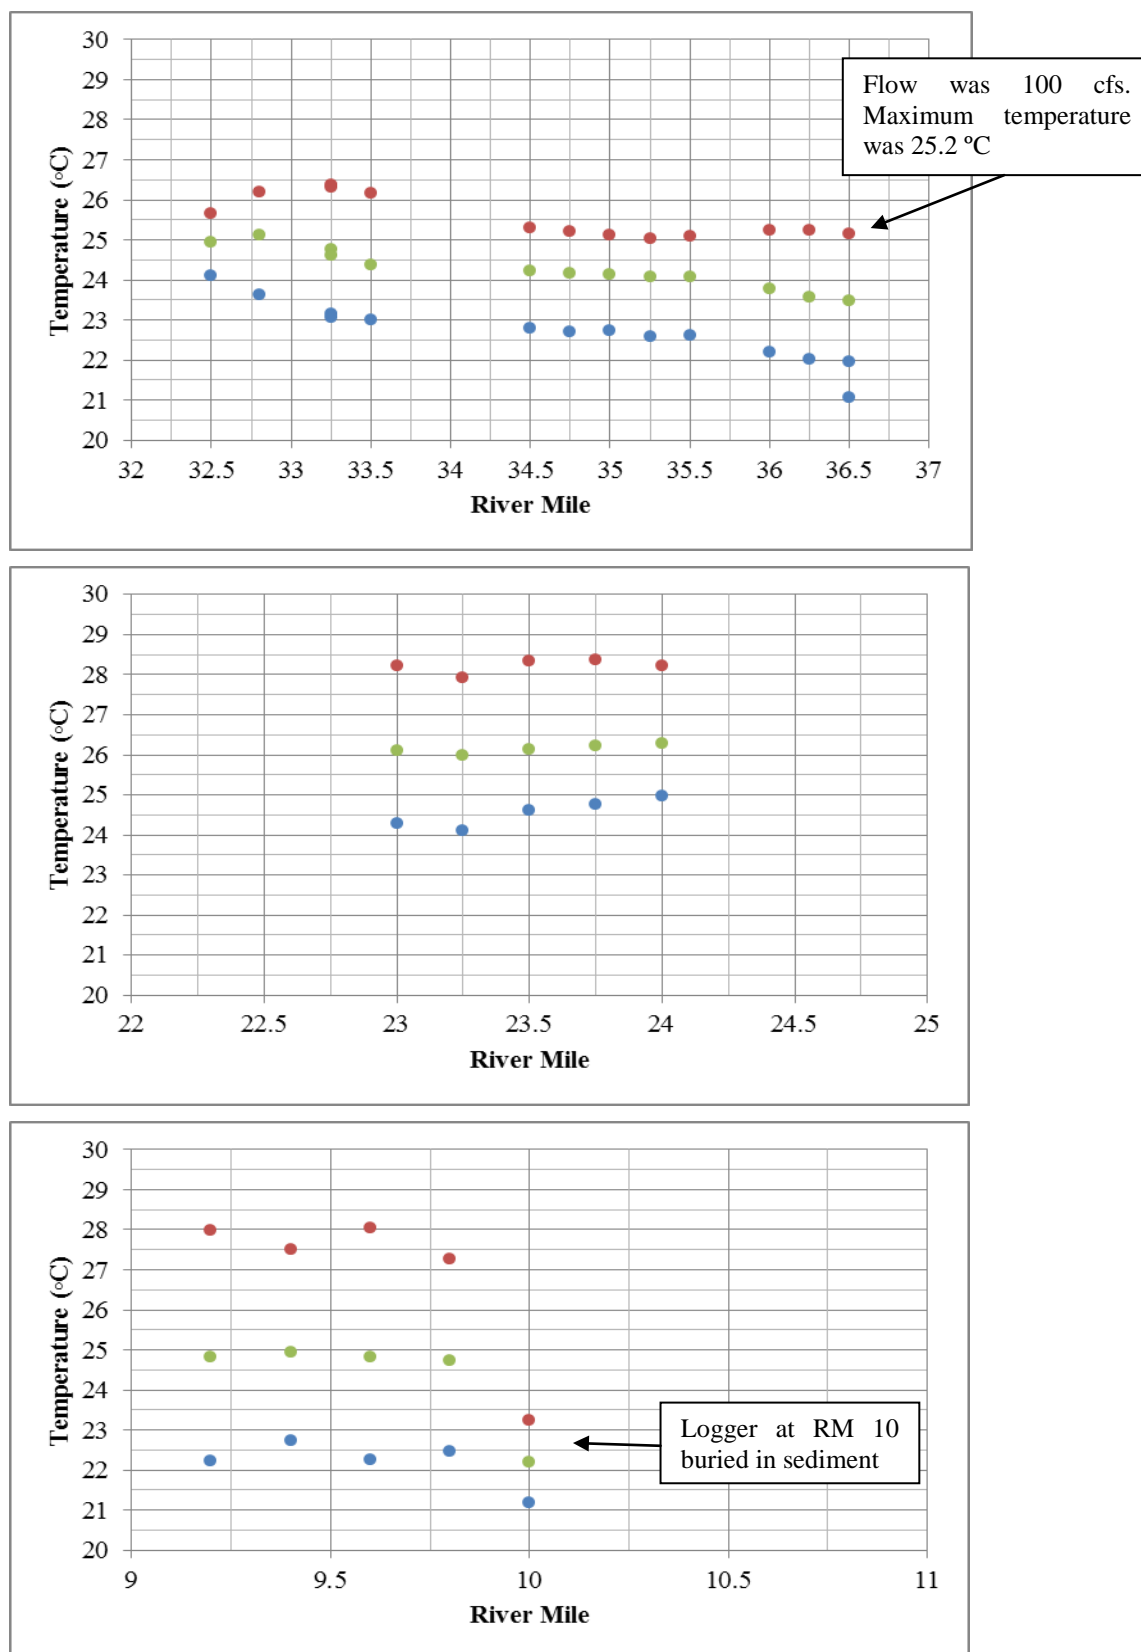 30
29
28
27
26
25
24
23
22
21
20
Temperature (◦C)
32 32.5 33 33.5 34 34.5 35 35.5 36 36.5 37
River Mile
Flow was 100 cfs.
Maximum temperature
was 25.2 ºC
30
29
28
27
26
25
24
23
22
21
20
Temperature (◦C)
22 22.5 23 23.5 24 24.5 25
River Mile
30
29
28
27
26
25
24
23
22
21
20
Temperature (◦C)
9 9.5 10 10.5 11
River Mile
Logger at RM 10
buried in sediment